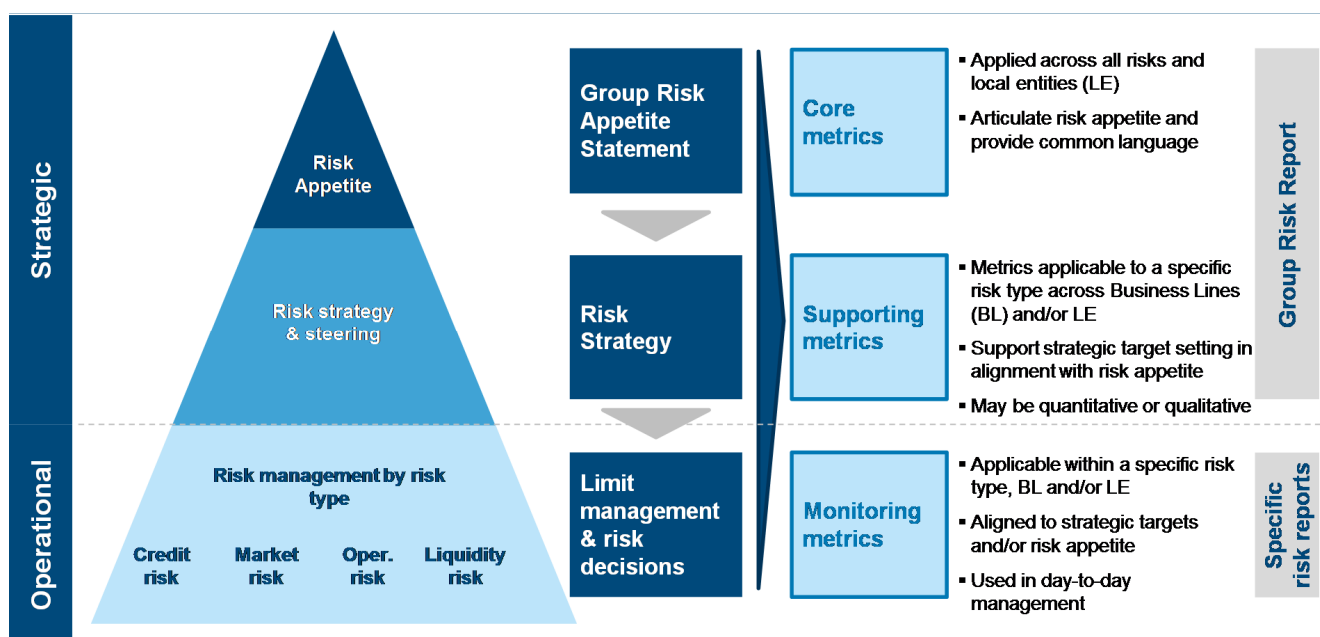 Strategic
Risk
Appetite
Risk strategy
& steering
Group Risk
Appetite
Statement
Core
metrics
▪ Applied across all risks and
local entities (LE)
▪ Articulate risk appetite and
provide common language
Risk
Strategy
Supporting
metrics
▪ Metrics applicable to a specific
risk type across Business Lines
(BL) and/or LE
▪ Support strategic target setting in
alignment with risk appetite
▪ May be quantitative or qualitative
Group Risk Report
Operational
Risk management by risk
type
Credit
risk
Market
risk
Oper.
risk
Liquidity
risk
Limit
management
& risk
decisions
Monitoring
metrics
▪ Applicable within a specific risk
type, BL and/or LE
▪ Aligned to strategic targets
and/or risk appetite
▪ Used in day-to-day
management
Specific
risk reports